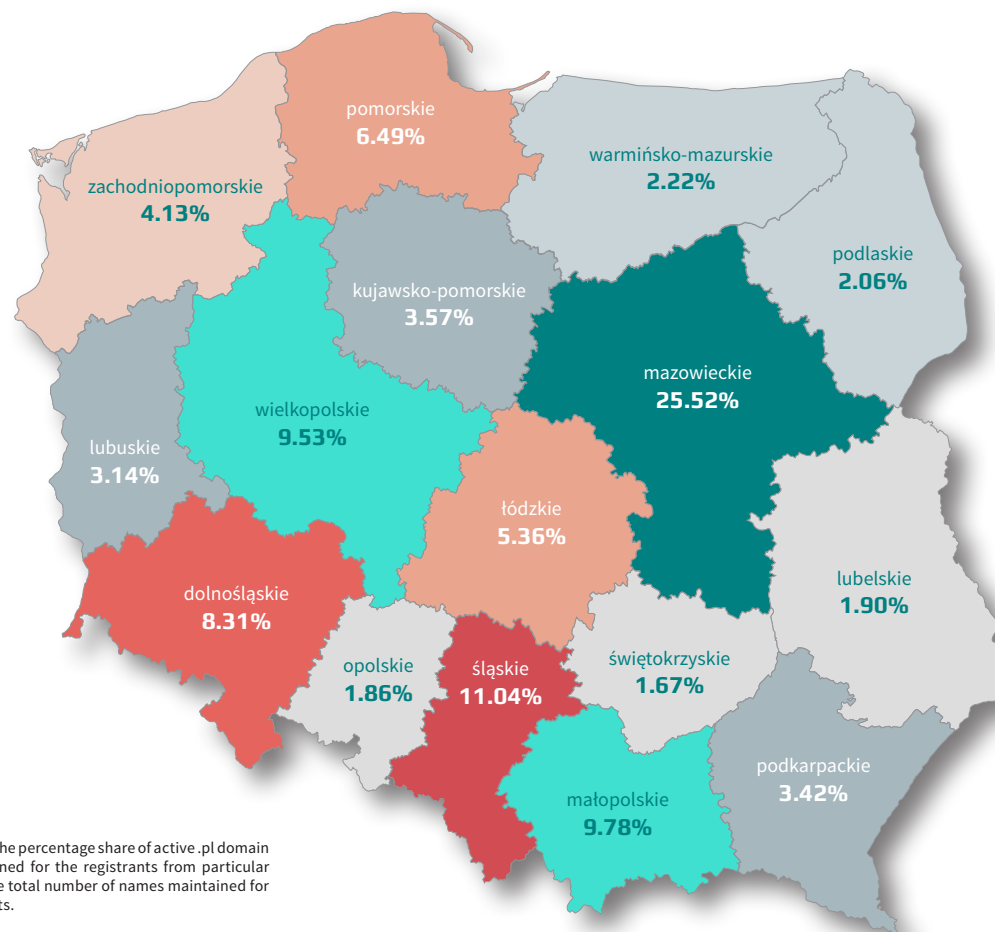 pomorskie
6.49%
warmińsko-mazurskie
2.22%
zachodniopomorskie
4.13%
podlaskie
2.06%
kujawsko-pomorskie
3.57%
mazowieckie
25.52%
wielkopolskie
9.53%
lubuskie
3.14%
łódzkie
5.36%
lubelskie
1.90%
dolnośląskie
8.31%
opolskie
1.86%
śląskie
11.04%
świętokrzyskie
1.67%
podkarpackie
3.42%
małopolskie
9.78%
he percentage share of active .pl domain
ned for the registrants from particular
e total number of names maintained for
ts.